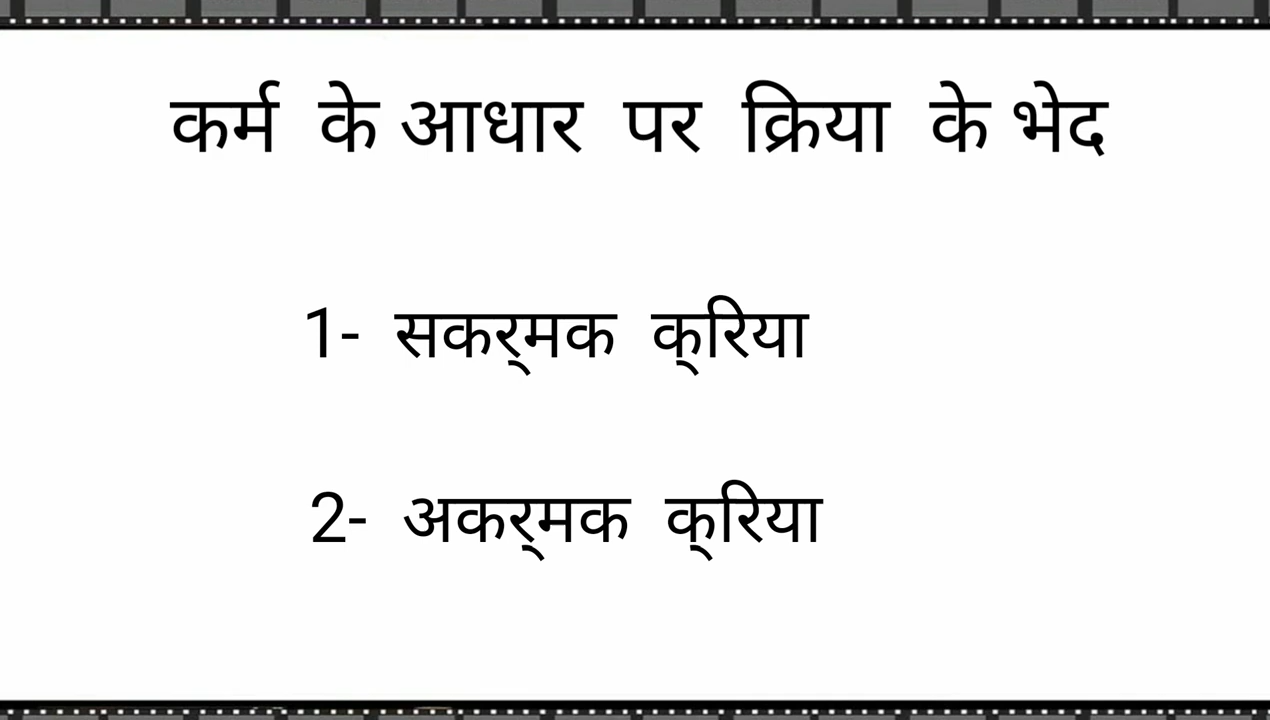 कर्म के आधार पर क्रिया के भेद
1- सकर्‌मक क्‌रिया
2- अकर्‌मक क्‌रिया